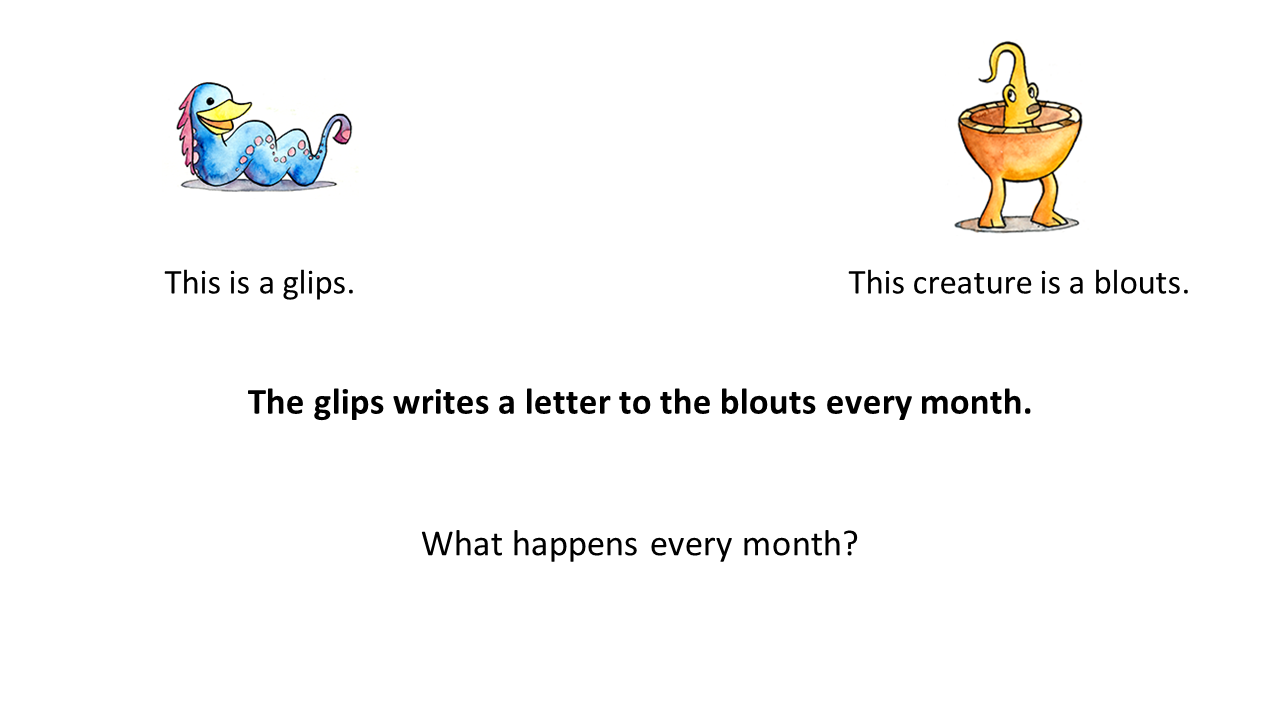 This is a glips.
This creature is a blouts.
The glips writes a letter to the blouts every month.
What happens every month?